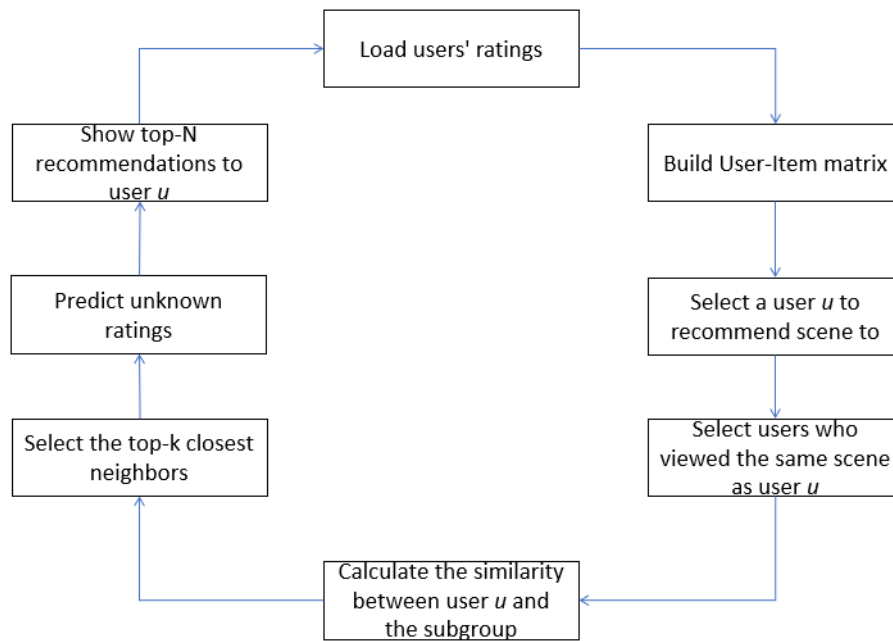 Load users' ratings
Build User-Item matrix
Select a user u to
recommend scene to
Select users who
viewed the same scene
as user u
Calculate the similarity
between user u and
the subgroup
Select the top-k closest
neighbors
Predict unknown
ratings
Show top-N
recommendations to
user u